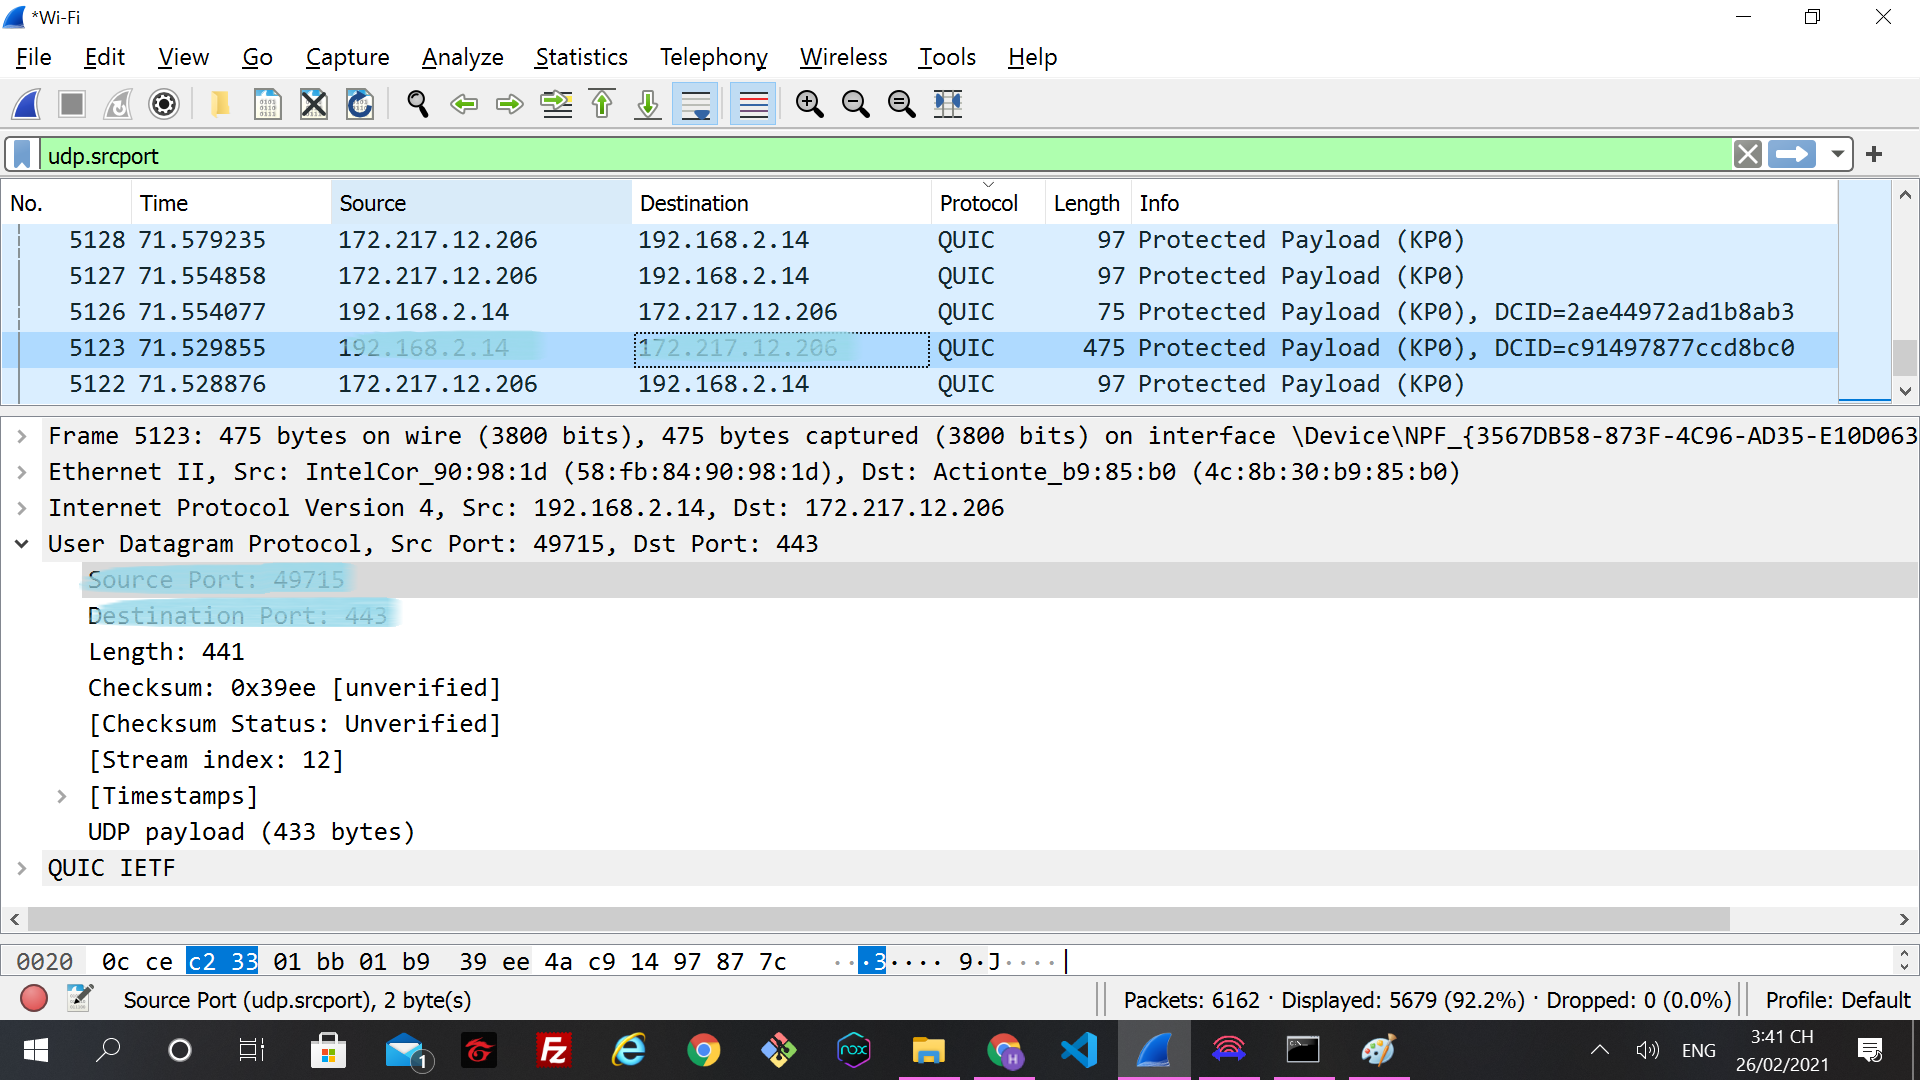 *Wi-Fi
File Edit View Go Capture Analyze Statistics Telephony Wireless Tools Help
udp.srcport
No. Time Source Destination Protocol Length Info
5128 71.579235 172.217.12.206 192.168.2.14 QUIC 97 Protected Payload (KP0)
5127 71.554858 172.217.12.206 192.168.2.14 QUIC 97 Protected Payload (KP0)
5126 71.554077 192.168.2.14 172.217.12.206 QUIC 75 Protected Payload (KP0), DCID=2ae44972ad1b8ab3
5123 71.529855 192.168.2.14 172.217.12.206 QUIC 475 Protected Payload (KP0), DCID=c91497877ccd8bc0
5122 71.528876 172.217.12.206 192.168.2.14 QUIC 97 Protected Payload (KP0)
Frame 5123: 475 bytes on wire (3800 bits), 475 bytes captured (3800 bits) on interface \Device\NPF_{3567DB58-873F-4C96-AD35-E10D063
Ethernet II, Src: IntelCor_90:98:1d (58:fb:84:90:98:1d), Dst: Actionte_b9:85:b0 (4c:8b:30:b9:85:b0)
Internet Protocol Version 4, Src: 192.168.2.14, Dst: 172.217.12.206
User Datagram Protocol, Src Port: 49715, Dst Port: 443
Source Port: 49715
Destination Port: 443
Length: 441
Checksum: 0x39ee [unverified]
[Checksum Status: Unverified]
[Stream index: 12]
[Timestamps]
UDP payload (433 bytes)
QUIC IETF
0020 0c ce c2 33 01 bb 01 b9 39 ee 4a c9 14 97 87 7c ···3···· 9·J····|
Source Port (udp.srcport), 2 byte(s) Packets: 6162 · Displayed: 5679 (92.2%) · Dropped: 0 (0.0%) Profile: Default
1 FZ nox H ENG 3:41 CH
26/02/2021